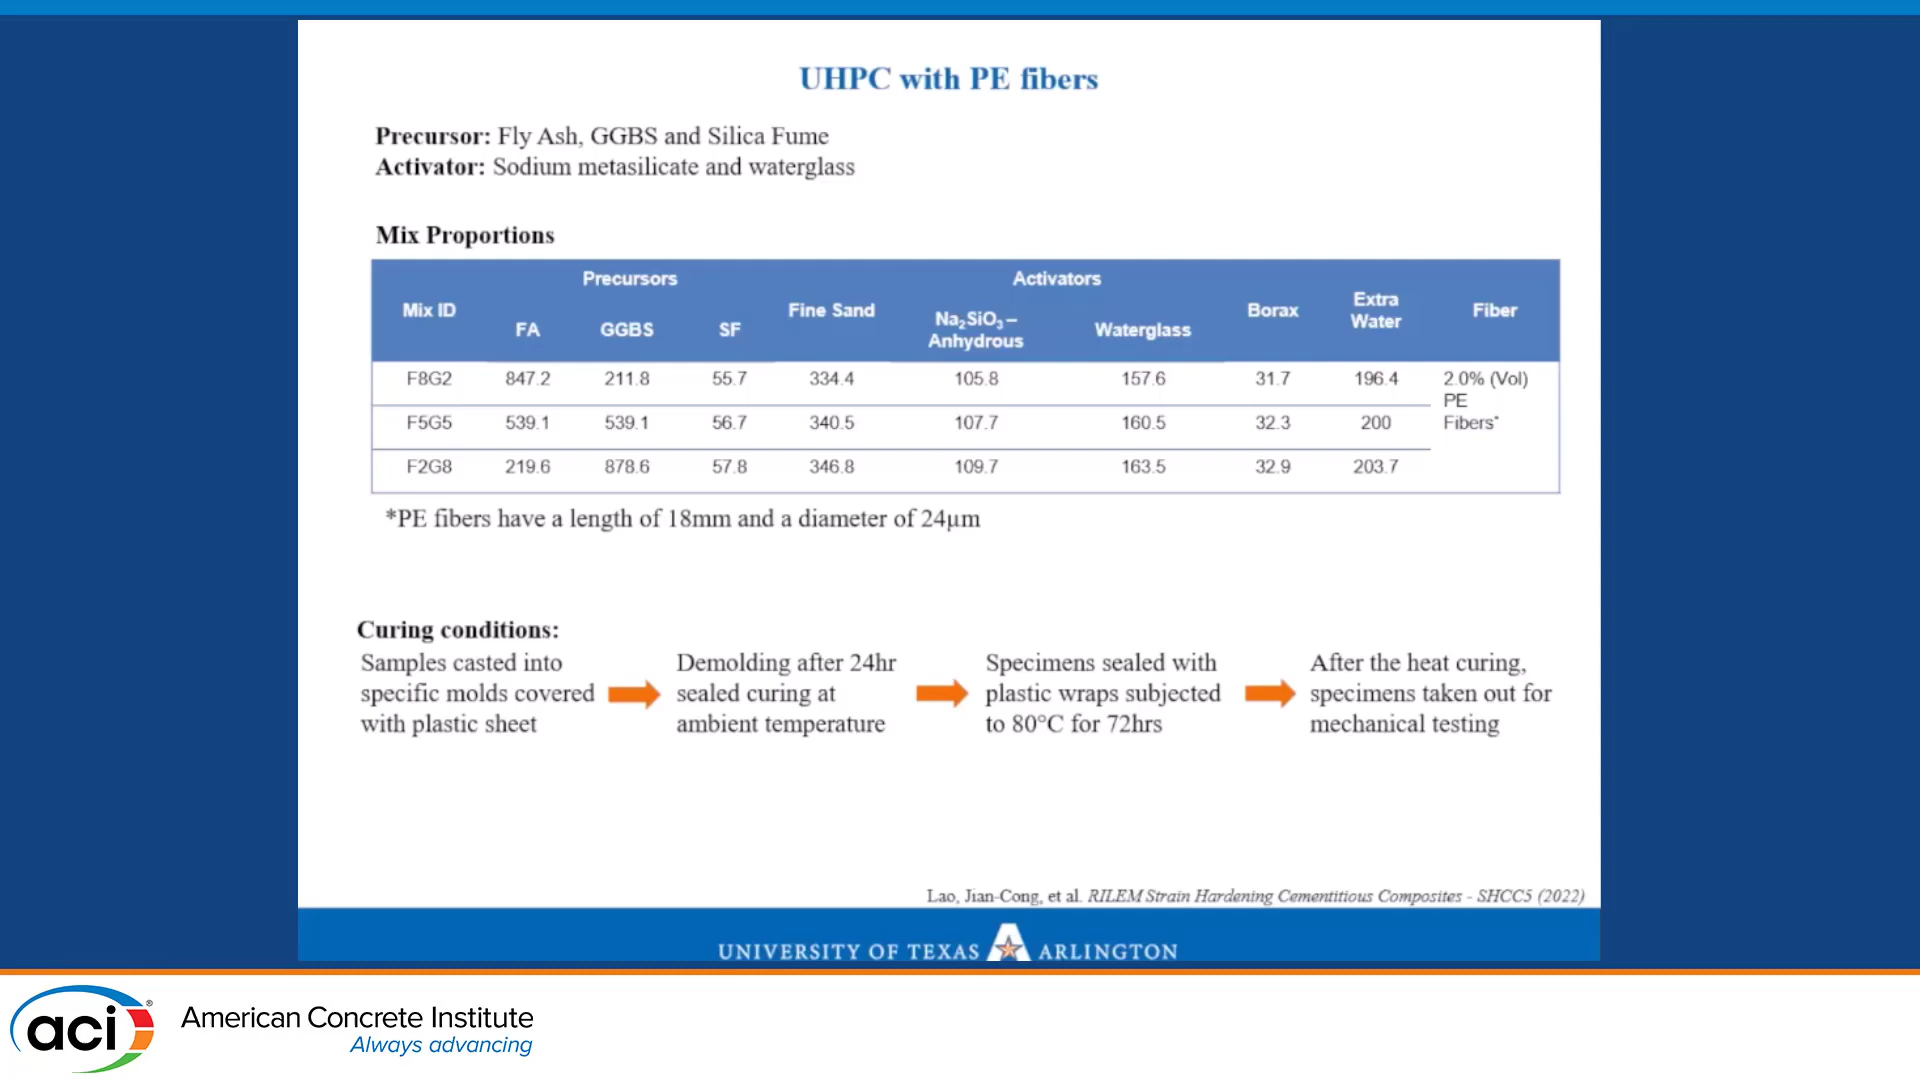 UHPC with PE fibers
Precursor: Fly Ash, GGBS and Silica Fume
Activator: Sodium metasilicate and waterglass
Mix Proportions
Mix ID Precursors Fine Sand Activators Borax Extra Water Fiber
FA GGBS SF Na₂SiO₃ – Anhydrous Waterglass
F8G2 847.2 211.8 55.7 334.4 105.8 157.6 31.7 196.4 2.0% (Vol) PE Fibers*
F5G5 539.1 539.1 56.7 340.5 107.7 160.5 32.3 200
F2G8 219.6 878.6 57.8 346.8 109.7 163.5 32.9 203.7
*PE fibers have a length of 18mm and a diameter of 24μm
Curing conditions:
Samples casted into
specific molds covered
with plastic sheet
Demolding after 24hr
sealed curing at
ambient temperature
Specimens sealed with
plastic wraps subjected
to 80°C for 72hrs
After the heat curing,
specimens taken out for
mechanical testing
Lao, Jian-Cong, et al. RILEM Strain Hardening Cementitious Composites - SHCC5 (2022)
UNIVERSITY OF TEXAS A ARLINGTON
aci®
American Concrete Institute
Always advancing